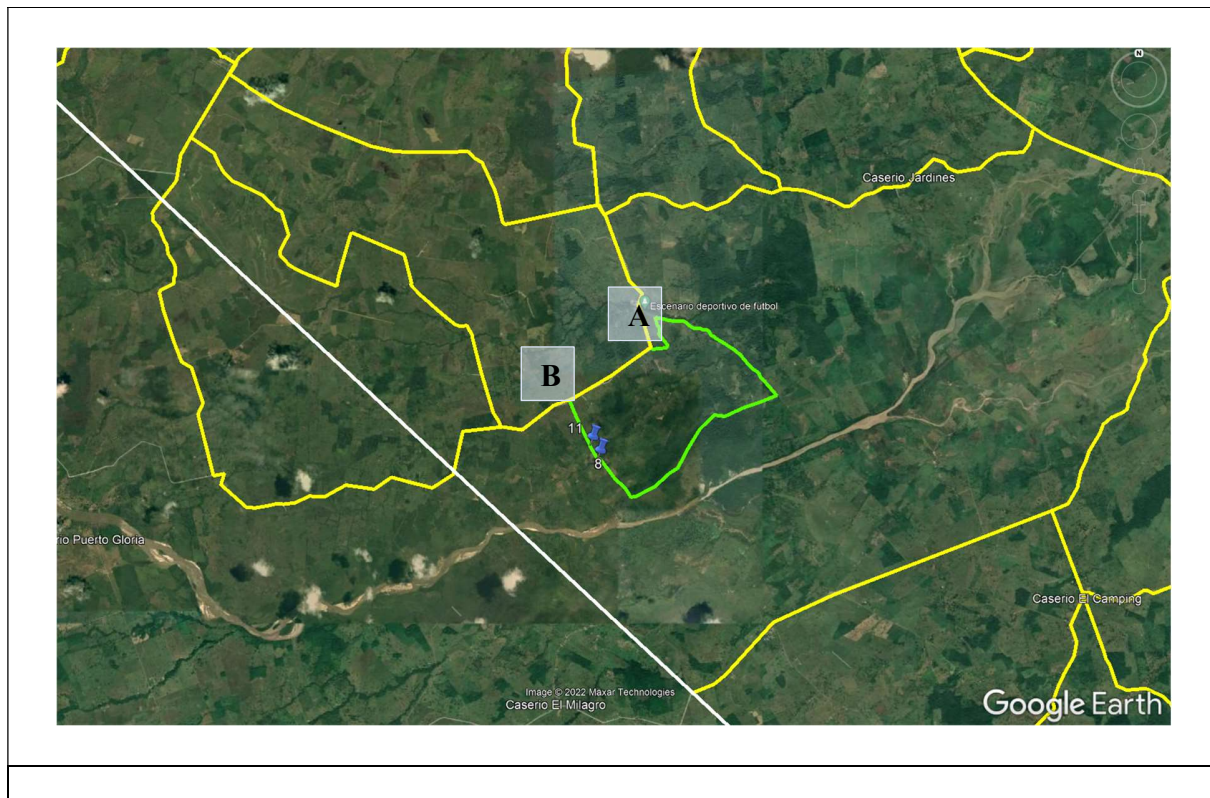 N
Caserio Jardines
Escenario deportivo de fútbol
A
B
11
8
rio Puerto Gloria
Caserio El Camping
Image © 2022 Maxar Technologies
Caserio El Milagro
Google Earth